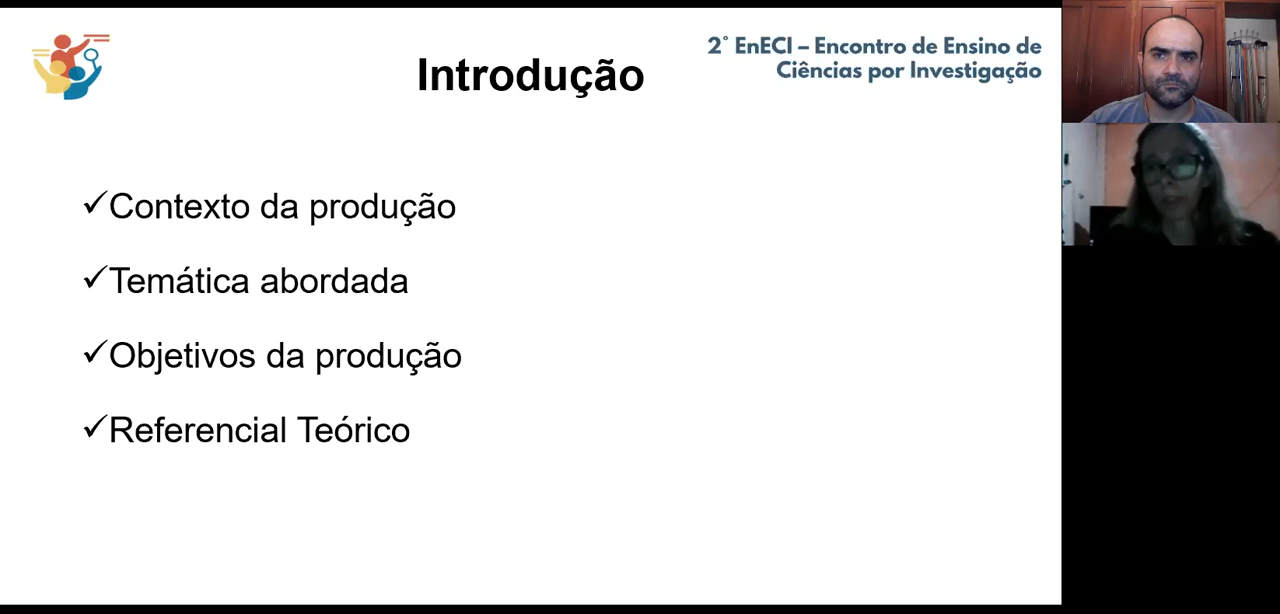 Introdução
2° EnECI – Encontro de Ensino de
Ciências por Investigação
✓Contexto da produção
✓Temática abordada
✓Objetivos da produção
✓Referencial Teórico